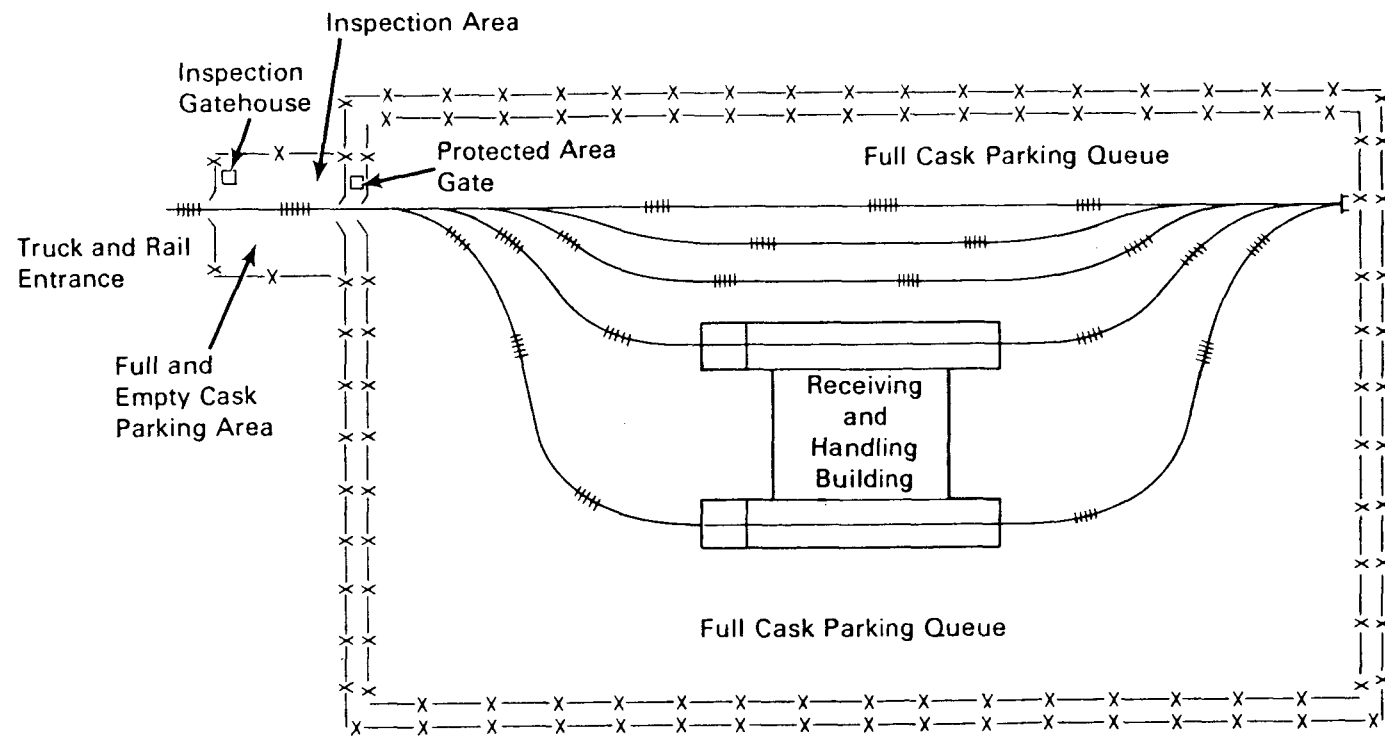 Inspection Area
Inspection
Gatehouse
Protected Area
Gate
Full Cask Parking Queue
Truck and Rail
Entrance
Full and
Empty Cask
Parking Area
Receiving
and
Handling
Building
Full Cask Parking Queue